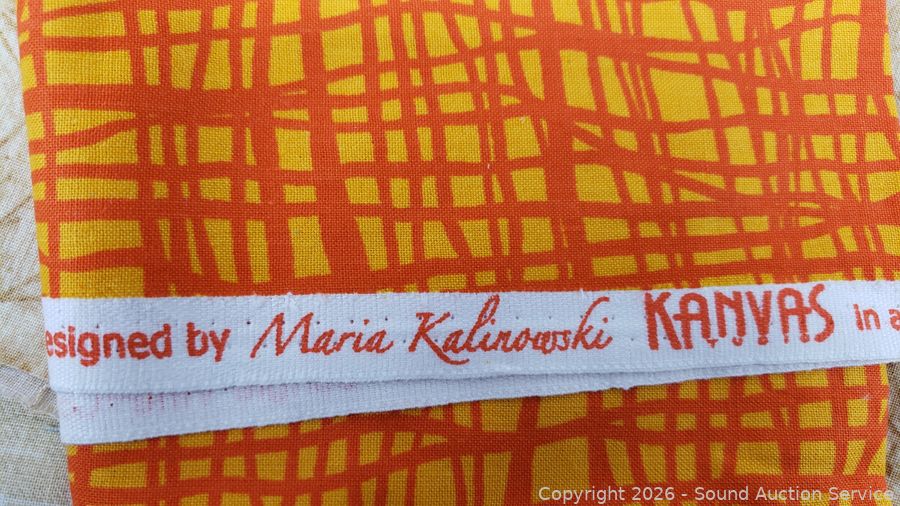 esigned by Maria Kalinowski KANVAS in a
Copyright 2026 - Sound Auction Service